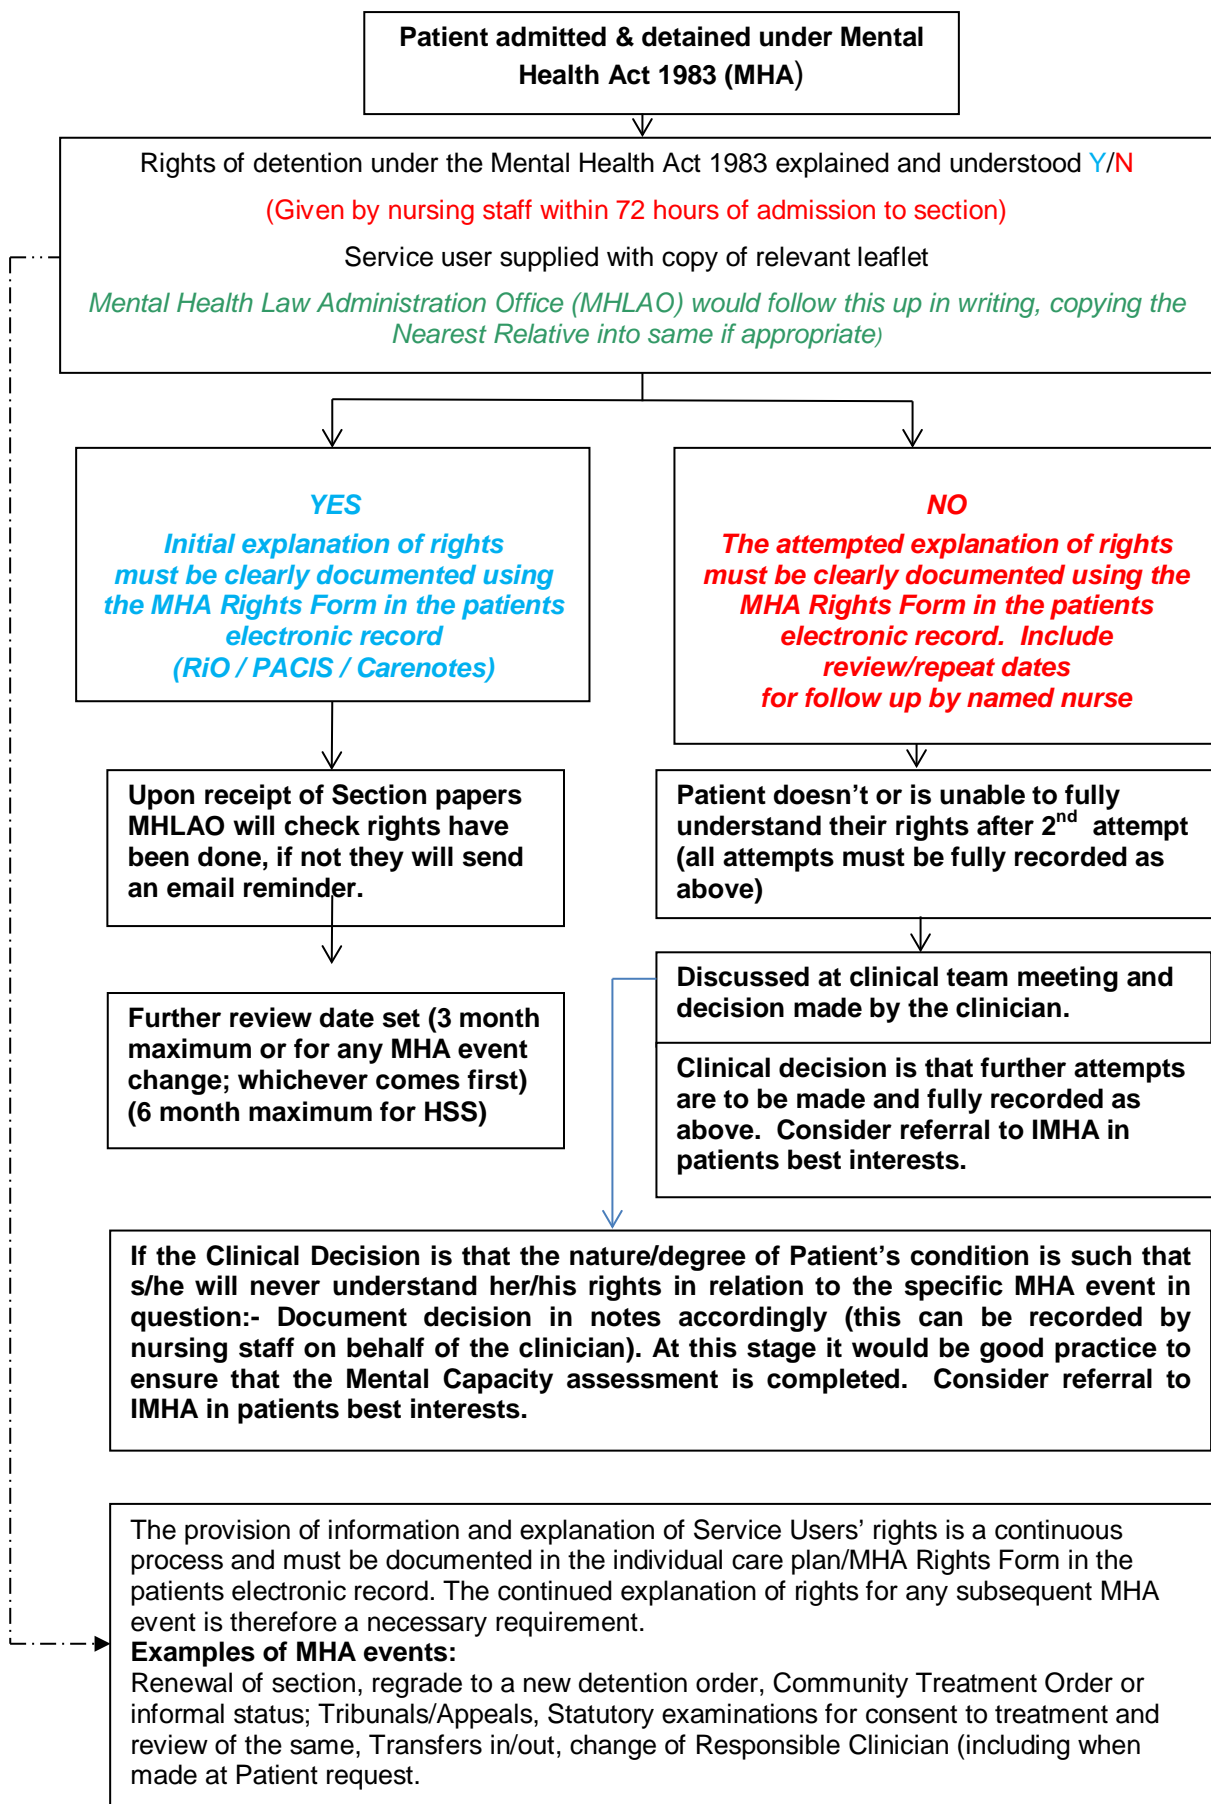 Patient admitted & detained under Mental
Health Act 1983 (MHA)
Rights of detention under the Mental Health Act 1983 explained and understood Y/N
(Given by nursing staff within 72 hours of admission to section)
Service user supplied with copy of relevant leaflet
Mental Health Law Administration Office (MHLAO) would follow this up in writing, copying the
Nearest Relative into same if appropriate)
YES
Initial explanation of rights
must be clearly documented using
the MHA Rights Form in the patients
electronic record
(RiO / PACIS / Carenotes)
NO
The attempted explanation of rights
must be clearly documented using the
MHA Rights Form in the patients
electronic record.  Include
review/repeat dates
for follow up by named nurse
Upon receipt of Section papers
MHLAO will check rights have
been done, if not they will send
an email reminder.
Patient doesn’t or is unable to fully
understand their rights after 2nd  attempt
(all attempts must be fully recorded as
above)
Further review date set (3 month
maximum or for any MHA event
change; whichever comes first)
(6 month maximum for HSS)
Discussed at clinical team meeting and
decision made by the clinician.
Clinical decision is that further attempts
are to be made and fully recorded as
above.  Consider referral to IMHA in
patients best interests.
If the Clinical Decision is that the nature/degree of Patient’s condition is such that
s/he will never understand her/his rights in relation to the specific MHA event in
question:- Document decision in notes accordingly (this can be recorded by
nursing staff on behalf of the clinician). At this stage it would be good practice to
ensure that the Mental Capacity assessment is completed.  Consider referral to
IMHA in patients best interests.
The provision of information and explanation of Service Users’ rights is a continuous
process and must be documented in the individual care plan/MHA Rights Form in the
patients electronic record. The continued explanation of rights for any subsequent MHA
event is therefore a necessary requirement.
Examples of MHA events:
Renewal of section, regrade to a new detention order, Community Treatment Order or
informal status; Tribunals/Appeals, Statutory examinations for consent to treatment and
review of the same, Transfers in/out, change of Responsible Clinician (including when
made at Patient request.